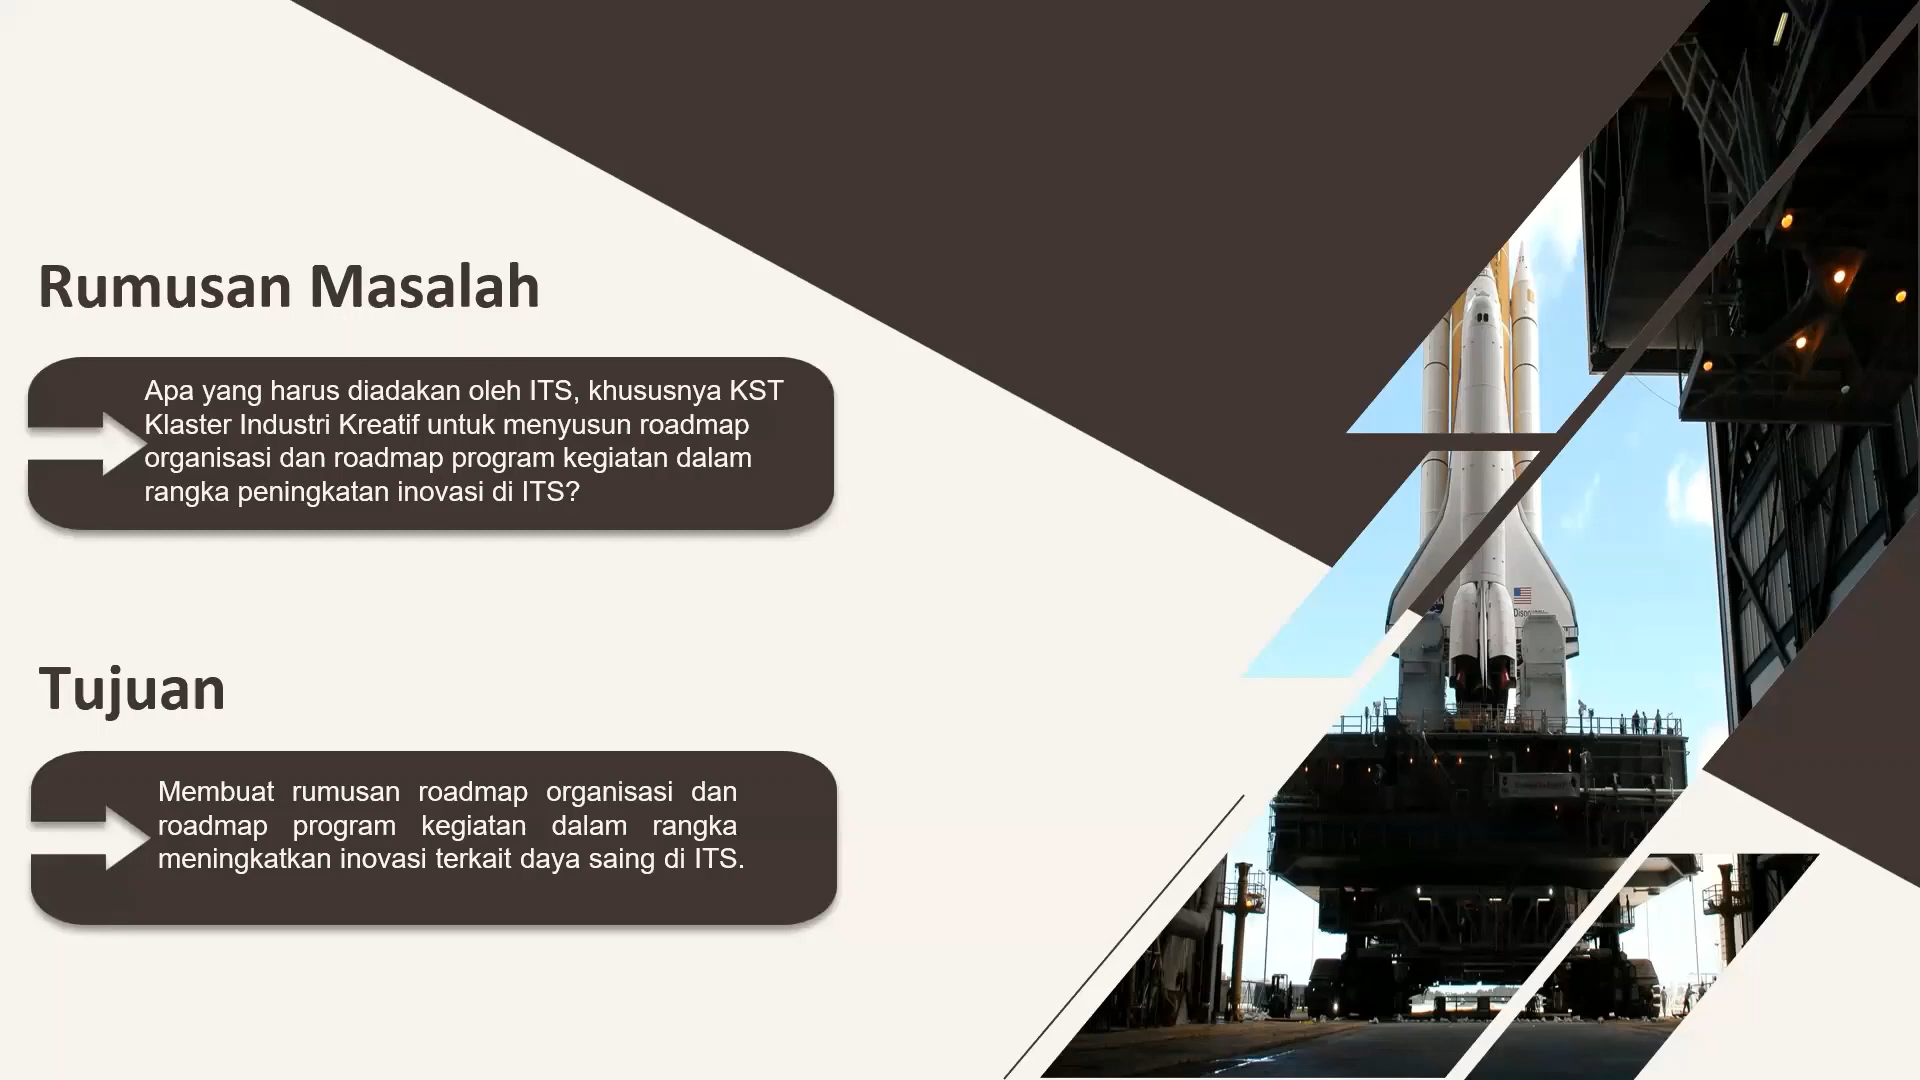 Rumusan Masalah
Apa yang harus diadakan oleh ITS, khususnya KST
Klaster Industri Kreatif untuk menyusun roadmap
organisasi dan roadmap program kegiatan dalam
rangka peningkatan inovasi di ITS?
Tujuan
Membuat rumusan roadmap organisasi dan
roadmap program kegiatan dalam rangka
meningkatkan inovasi terkait daya saing di ITS.